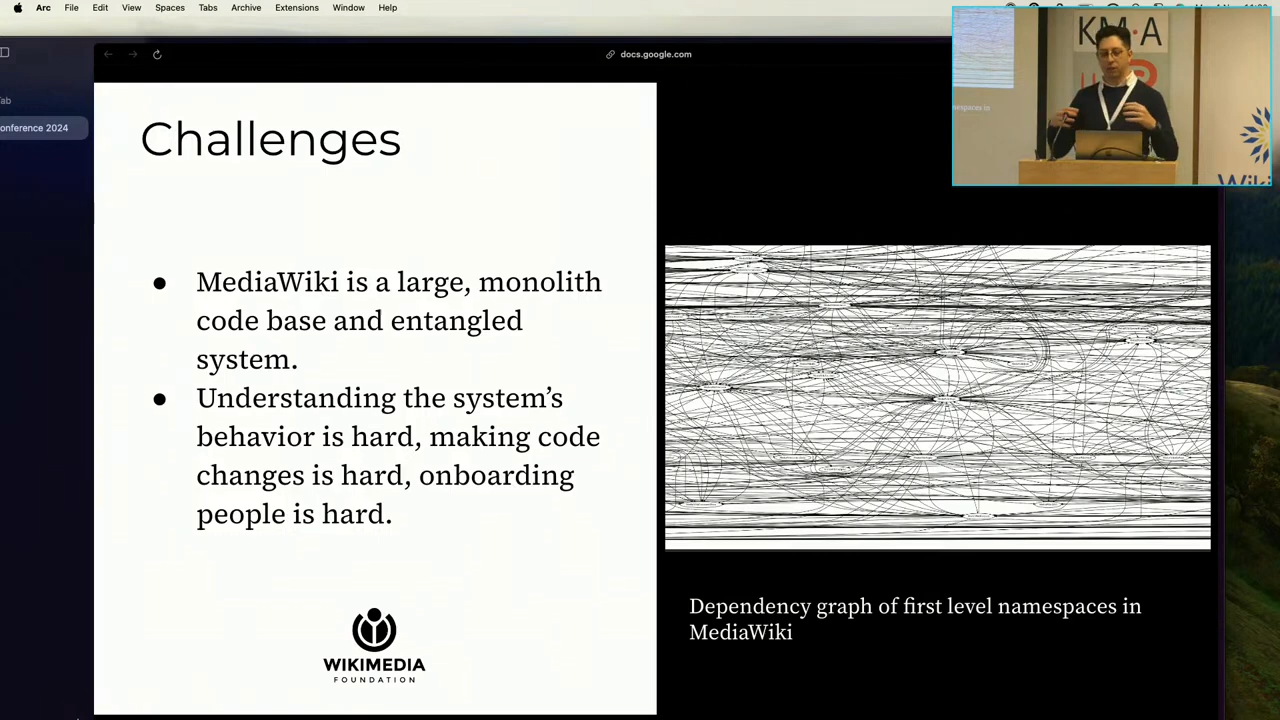 Arc File Edit View Spaces Tabs Archive Extensions Window Help
docs.google.com
KM.A
onference 2024
Challenges
MediaWiki is a large, monolith
code base and entangled
system.
Understanding the system’s
behavior is hard, making code
changes is hard, onboarding
people is hard.
Dependency graph of first level namespaces in
MediaWiki
WIKIMEDIA
FOUNDATION